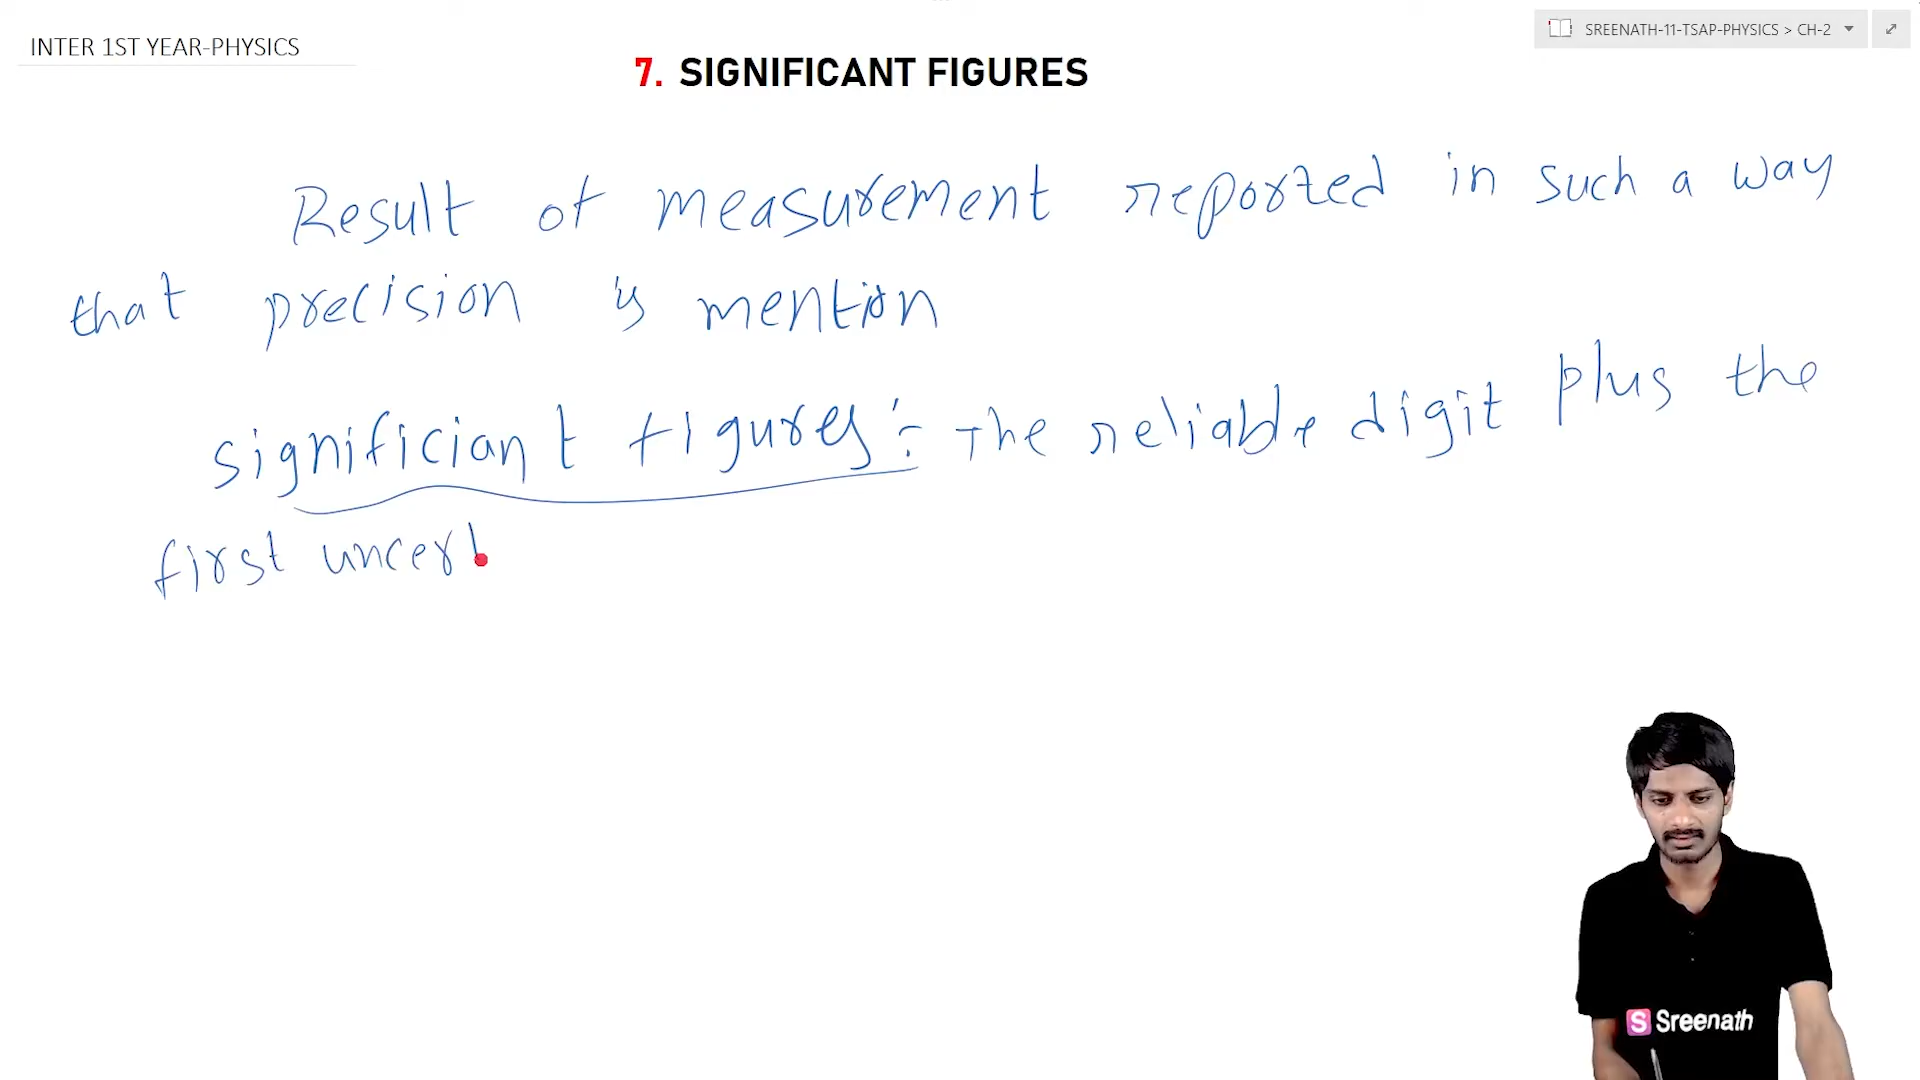 INTER 1ST YEAR-PHYSICS
SREENATH-11-TSAP-PHYSICS > CH-2
7. SIGNIFICANT FIGURES
Result of measurement reported in such a way
that precision is mention
significiant figures :- The reliable digit plus the
first uncert
S Sreenath